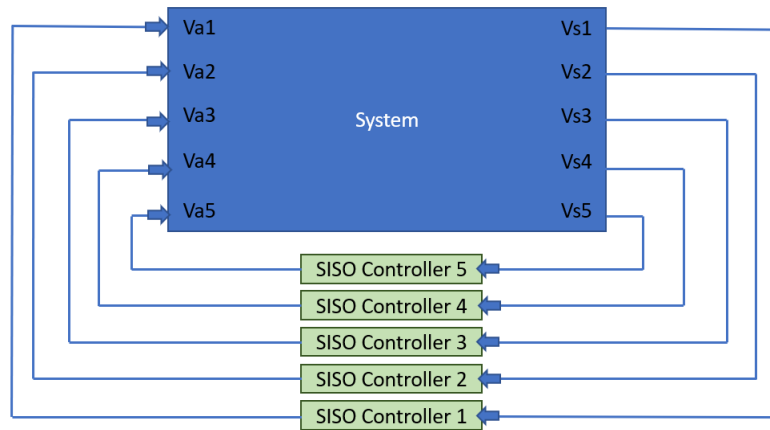 Va1
Vs1
Va2
Vs2
Va3
System
Vs3
Va4
Vs4
Va5
Vs5
SISO Controller 5
SISO Controller 4
SISO Controller 3
SISO Controller 2
SISO Controller 1